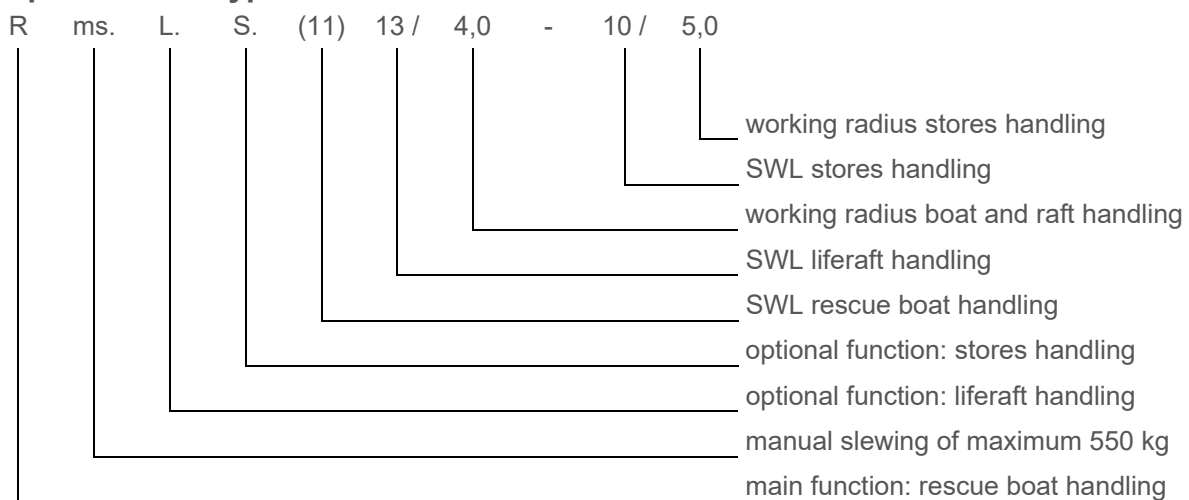 R ms. L. S. (11) 13 / 4,0 - 10 / 5,0
working radius stores handling
SWL stores handling
working radius boat and raft handling
SWL liferaft handling
SWL rescue boat handling
optional function: stores handling
optional function: liferaft handling
manual slewing of maximum 550 kg
main function: rescue boat handling